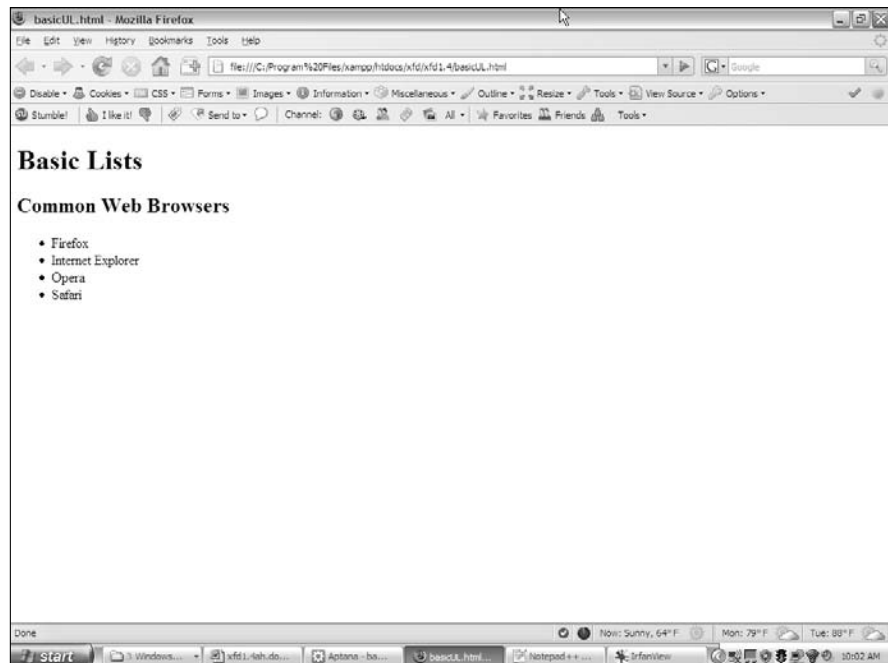 basicUL.html - Mozilla Firefox
File Edit View History Bookmarks Tools Help
file:///C:/Program%20Files/xampp/htdocs/xfd/xfd1.4/basicUL.html Google
Disable Cookies CSS Forms Images Information Miscellaneous Outline Resize Tools View Source Options
Stumble! I like it! Send to Channel: All Favorites Friends Tools
Basic Lists
Common Web Browsers
• Firefox
• Internet Explorer
• Opera
• Safari
Done Now: Sunny, 64° F Mon: 79° F Tue: 88° F
start 3 Windows... xfd1.4ah.do... Aptana - ba... basicUL.html... Notepad++ ... IrfanView 10:02 AM